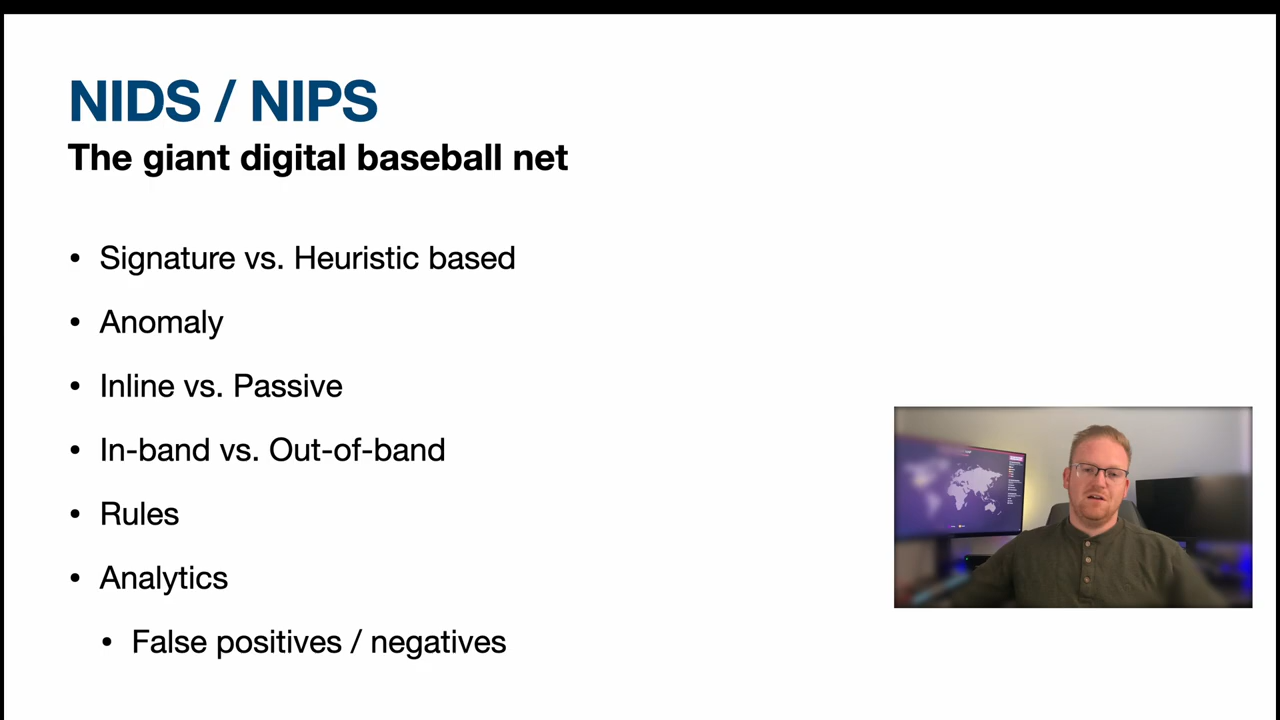 NIDS / NIPS
The giant digital baseball net
• Signature vs. Heuristic based
• Anomaly
• Inline vs. Passive
• In-band vs. Out-of-band
• Rules
• Analytics
• False positives / negatives